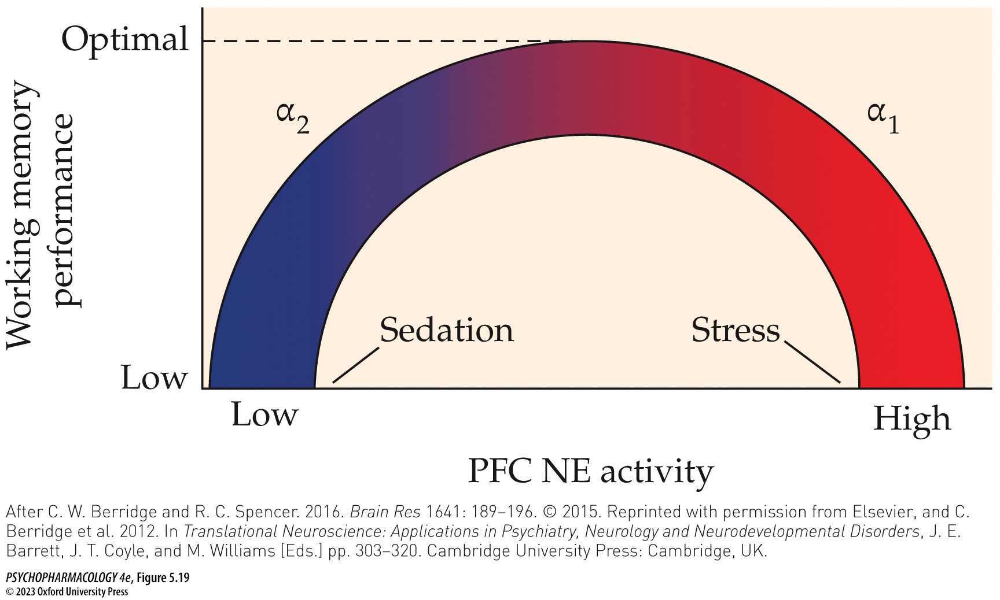 Optimal
Working memory
performance
α2
α1
Sedation
Stress
Low
Low
High
PFC NE activity
After C. W. Berridge and R. C. Spencer. 2016. Brain Res 1641: 189–196. © 2015. Reprinted with permission from Elsevier, and C.
Berridge et al. 2012. In Translational Neuroscience: Applications in Psychiatry, Neurology and Neurodevelopmental Disorders, J. E.
Barrett, J. T. Coyle, and M. Williams [Eds.] pp. 303–320. Cambridge University Press: Cambridge, UK.
PSYCHOPHARMACOLOGY 4e, Figure 5.19
© 2023 Oxford University Press